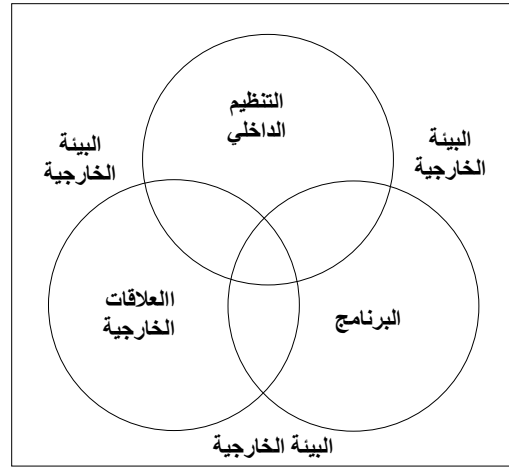 التنظيم
الداخلي
البيئة
الخارجية
البيئة
الخارجية
االعلاقات
الخارجية
البرنامج
البيئة الخارجية